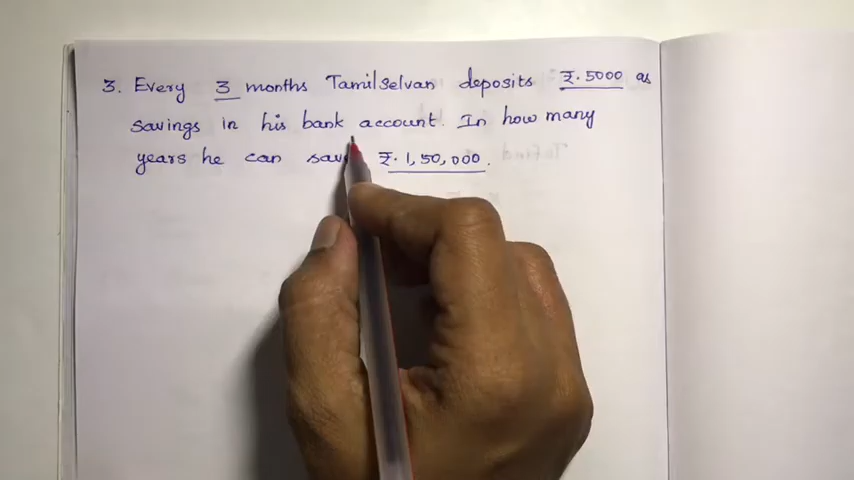 3. Every 3 months Tamilselvan deposits ₹.5000 as
savings in his bank account. In how many
years he can save ₹.1,50,000.